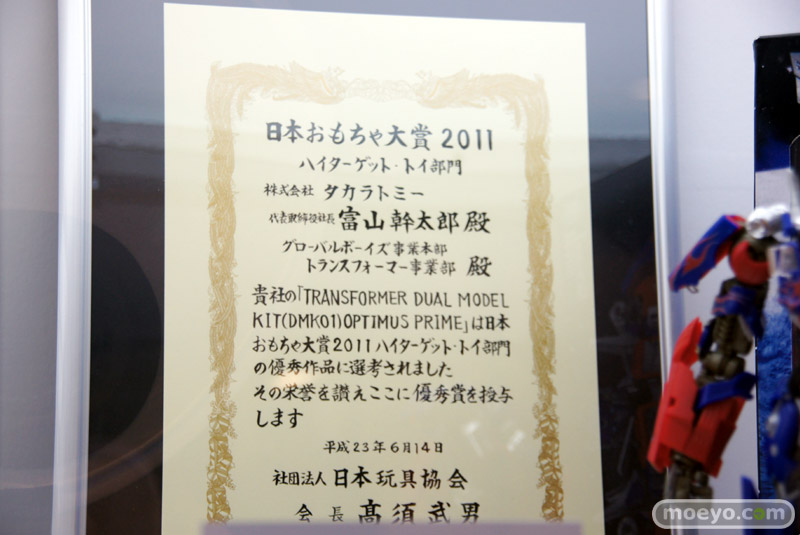 日本おもちゃ大賞2011
ハイターゲット・トイ部門
株式会社 タカラトミー
代表取締役社長 富山幹太郎 殿
グローバルボーイズ事業本部
トランスフォーマー事業部 殿
貴社の「TRANSFORMER DUAL MODEL
KIT(DMK01)OPTIMUS PRIME」は日本
おもちゃ大賞2011ハイターゲット・トイ部門
の優秀作品に選考されました
その栄誉を讃えここに優秀賞を授与
します
平成23年6月14日
社団法人 日本玩具協会
会長 髙須武男
moeyo.com